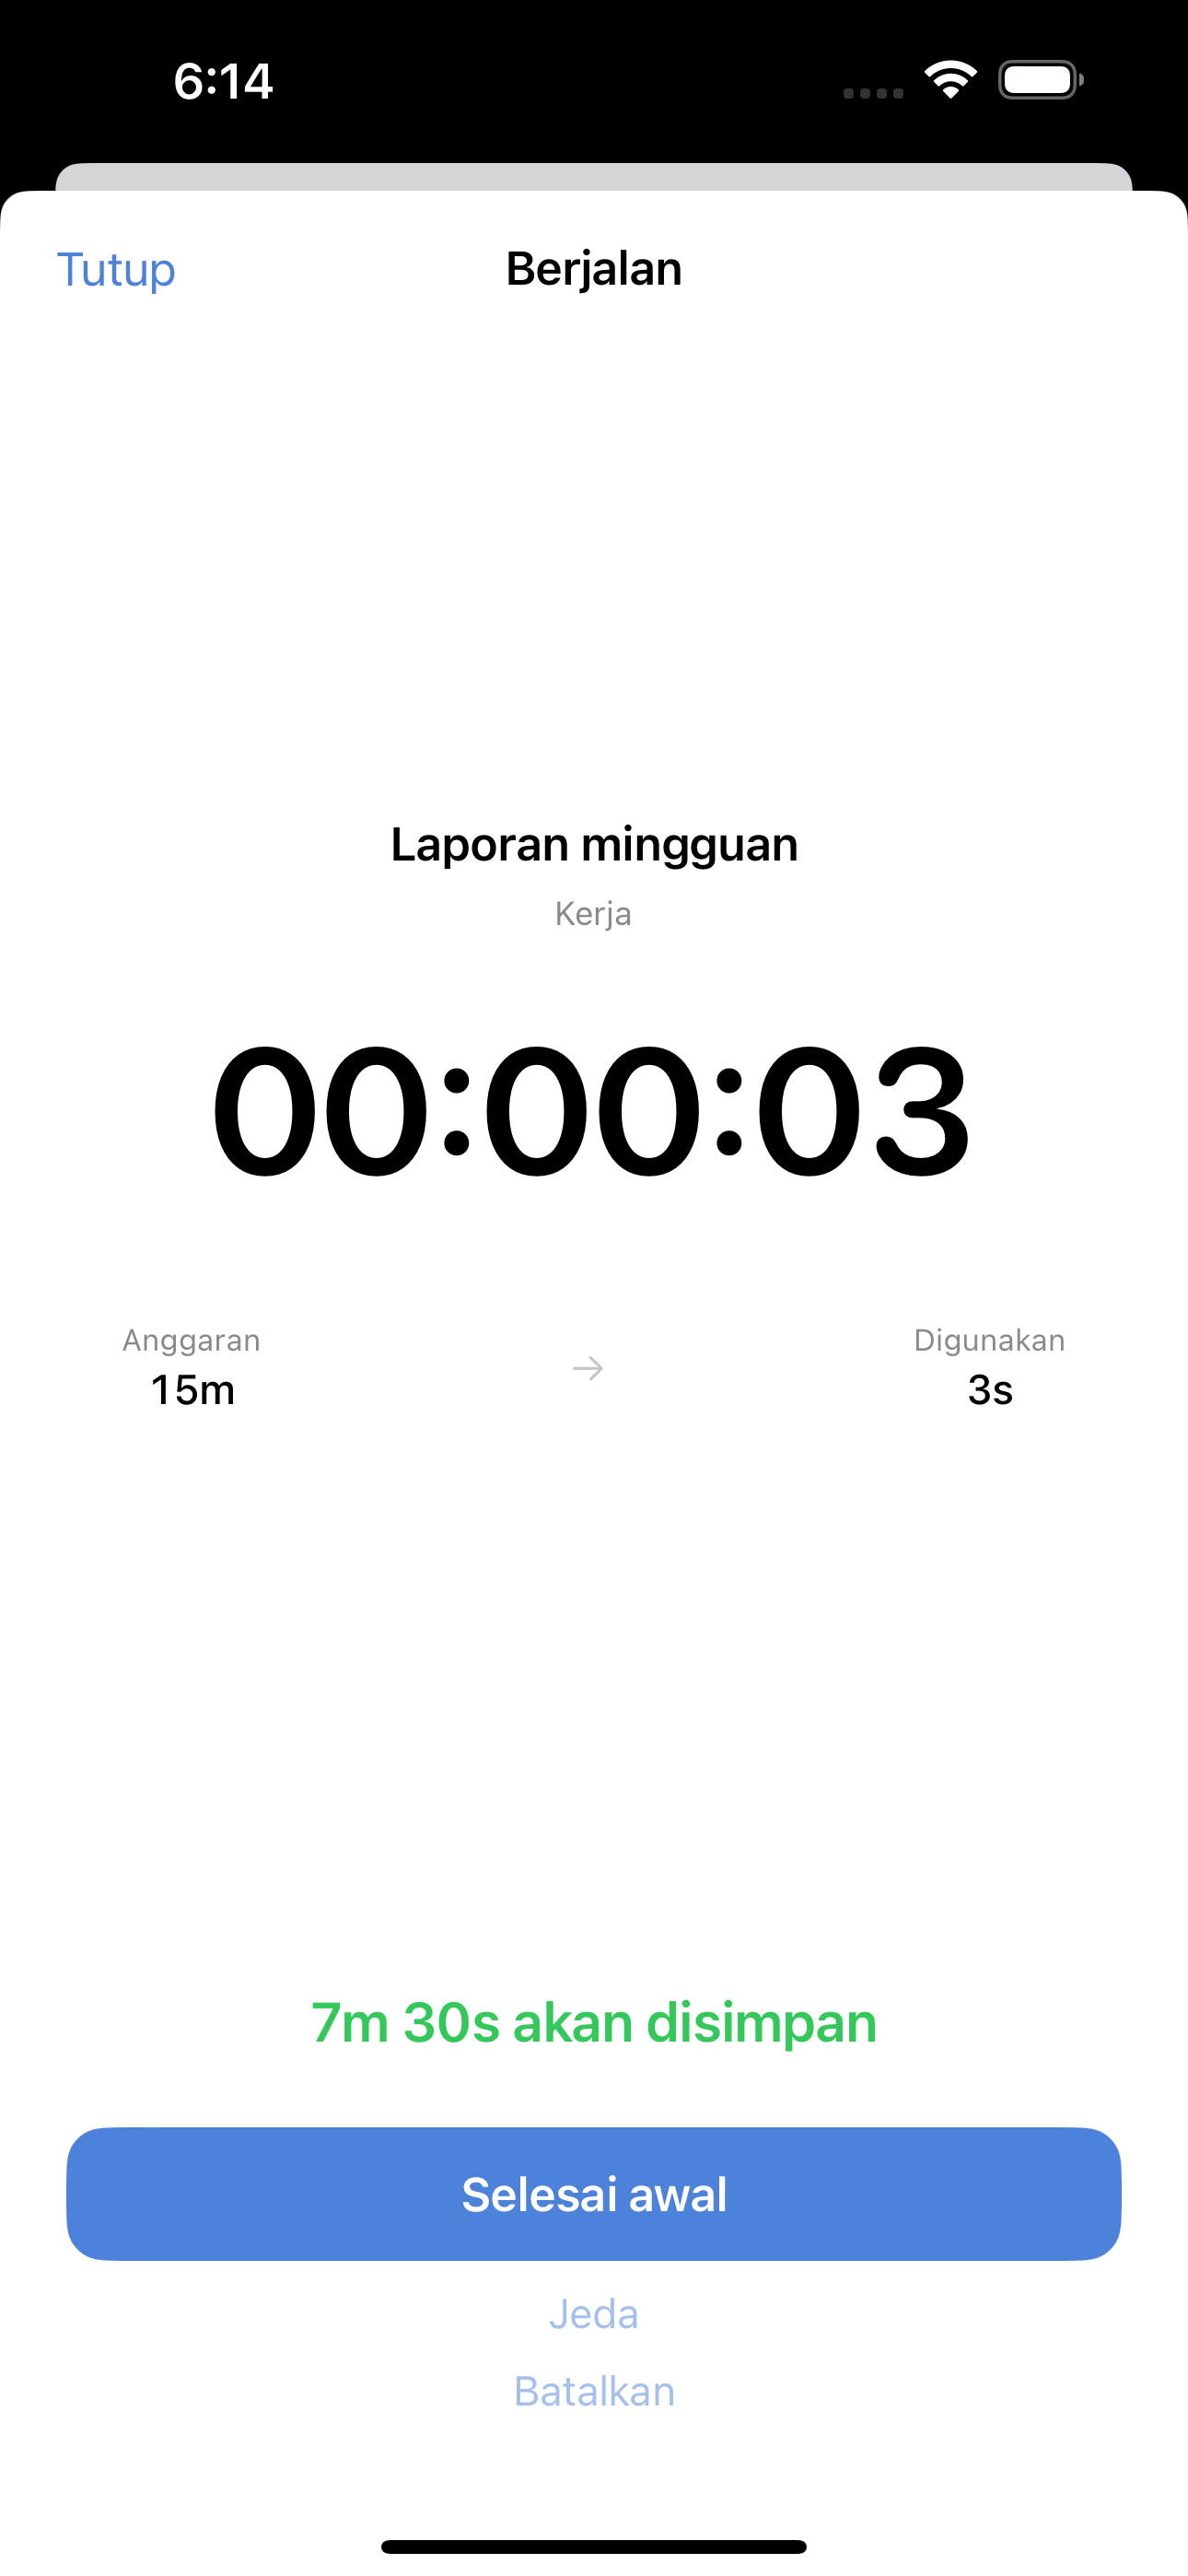 6:14
Tutup
Berjalan
Laporan mingguan
Kerja
00:00:03
Anggaran
→
Digunakan
15m
3s
7m 30s akan disimpan
Selesai awal
Jeda
Batalkan